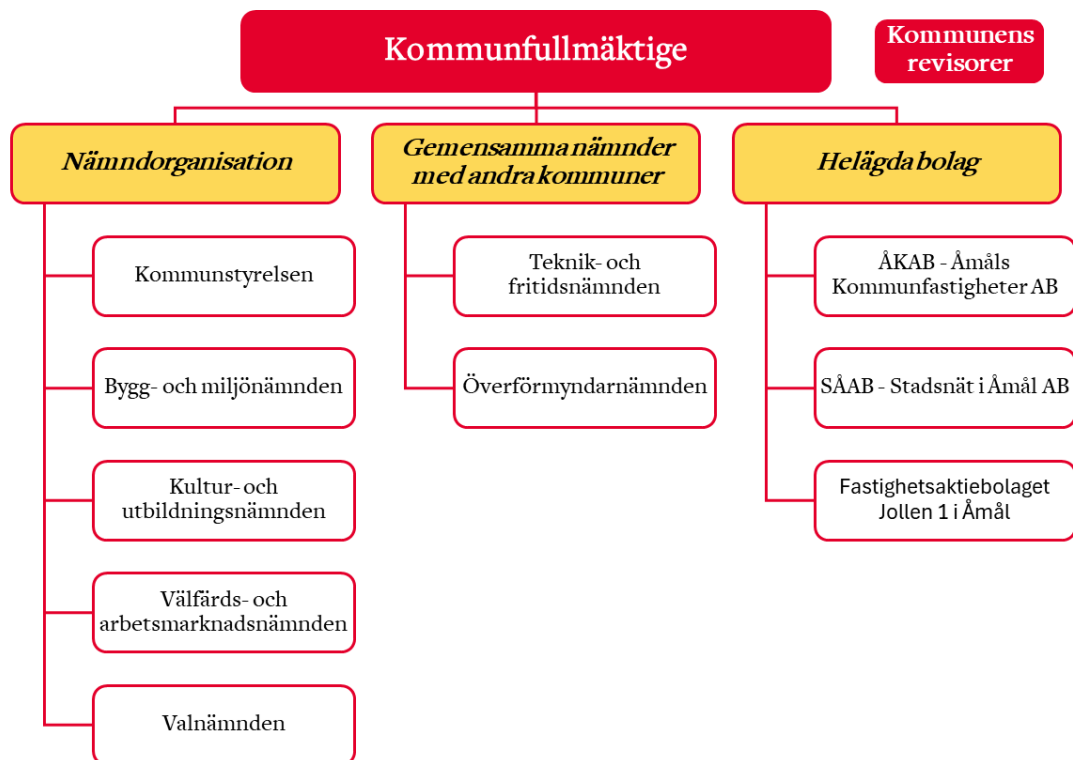 Kommunfullmäktige
Kommunens
revisorer
Nämndorganisation
Gemensamma nämnder
med andra kommuner
Helägda bolag
Kommunstyrelsen
Bygg- och miljönämnden
Kultur- och
utbildningsnämnden
Välfärds- och
arbetsmarknadsnämnden
Valnämnden
Teknik- och
fritidsnämnden
Överförmyndarnämnden
ÅKAB - Åmåls
Kommunfastigheter AB
SÅAB - Stadsnät i Åmål AB
Fastighetsaktiebolaget
Jollen 1 i Åmål